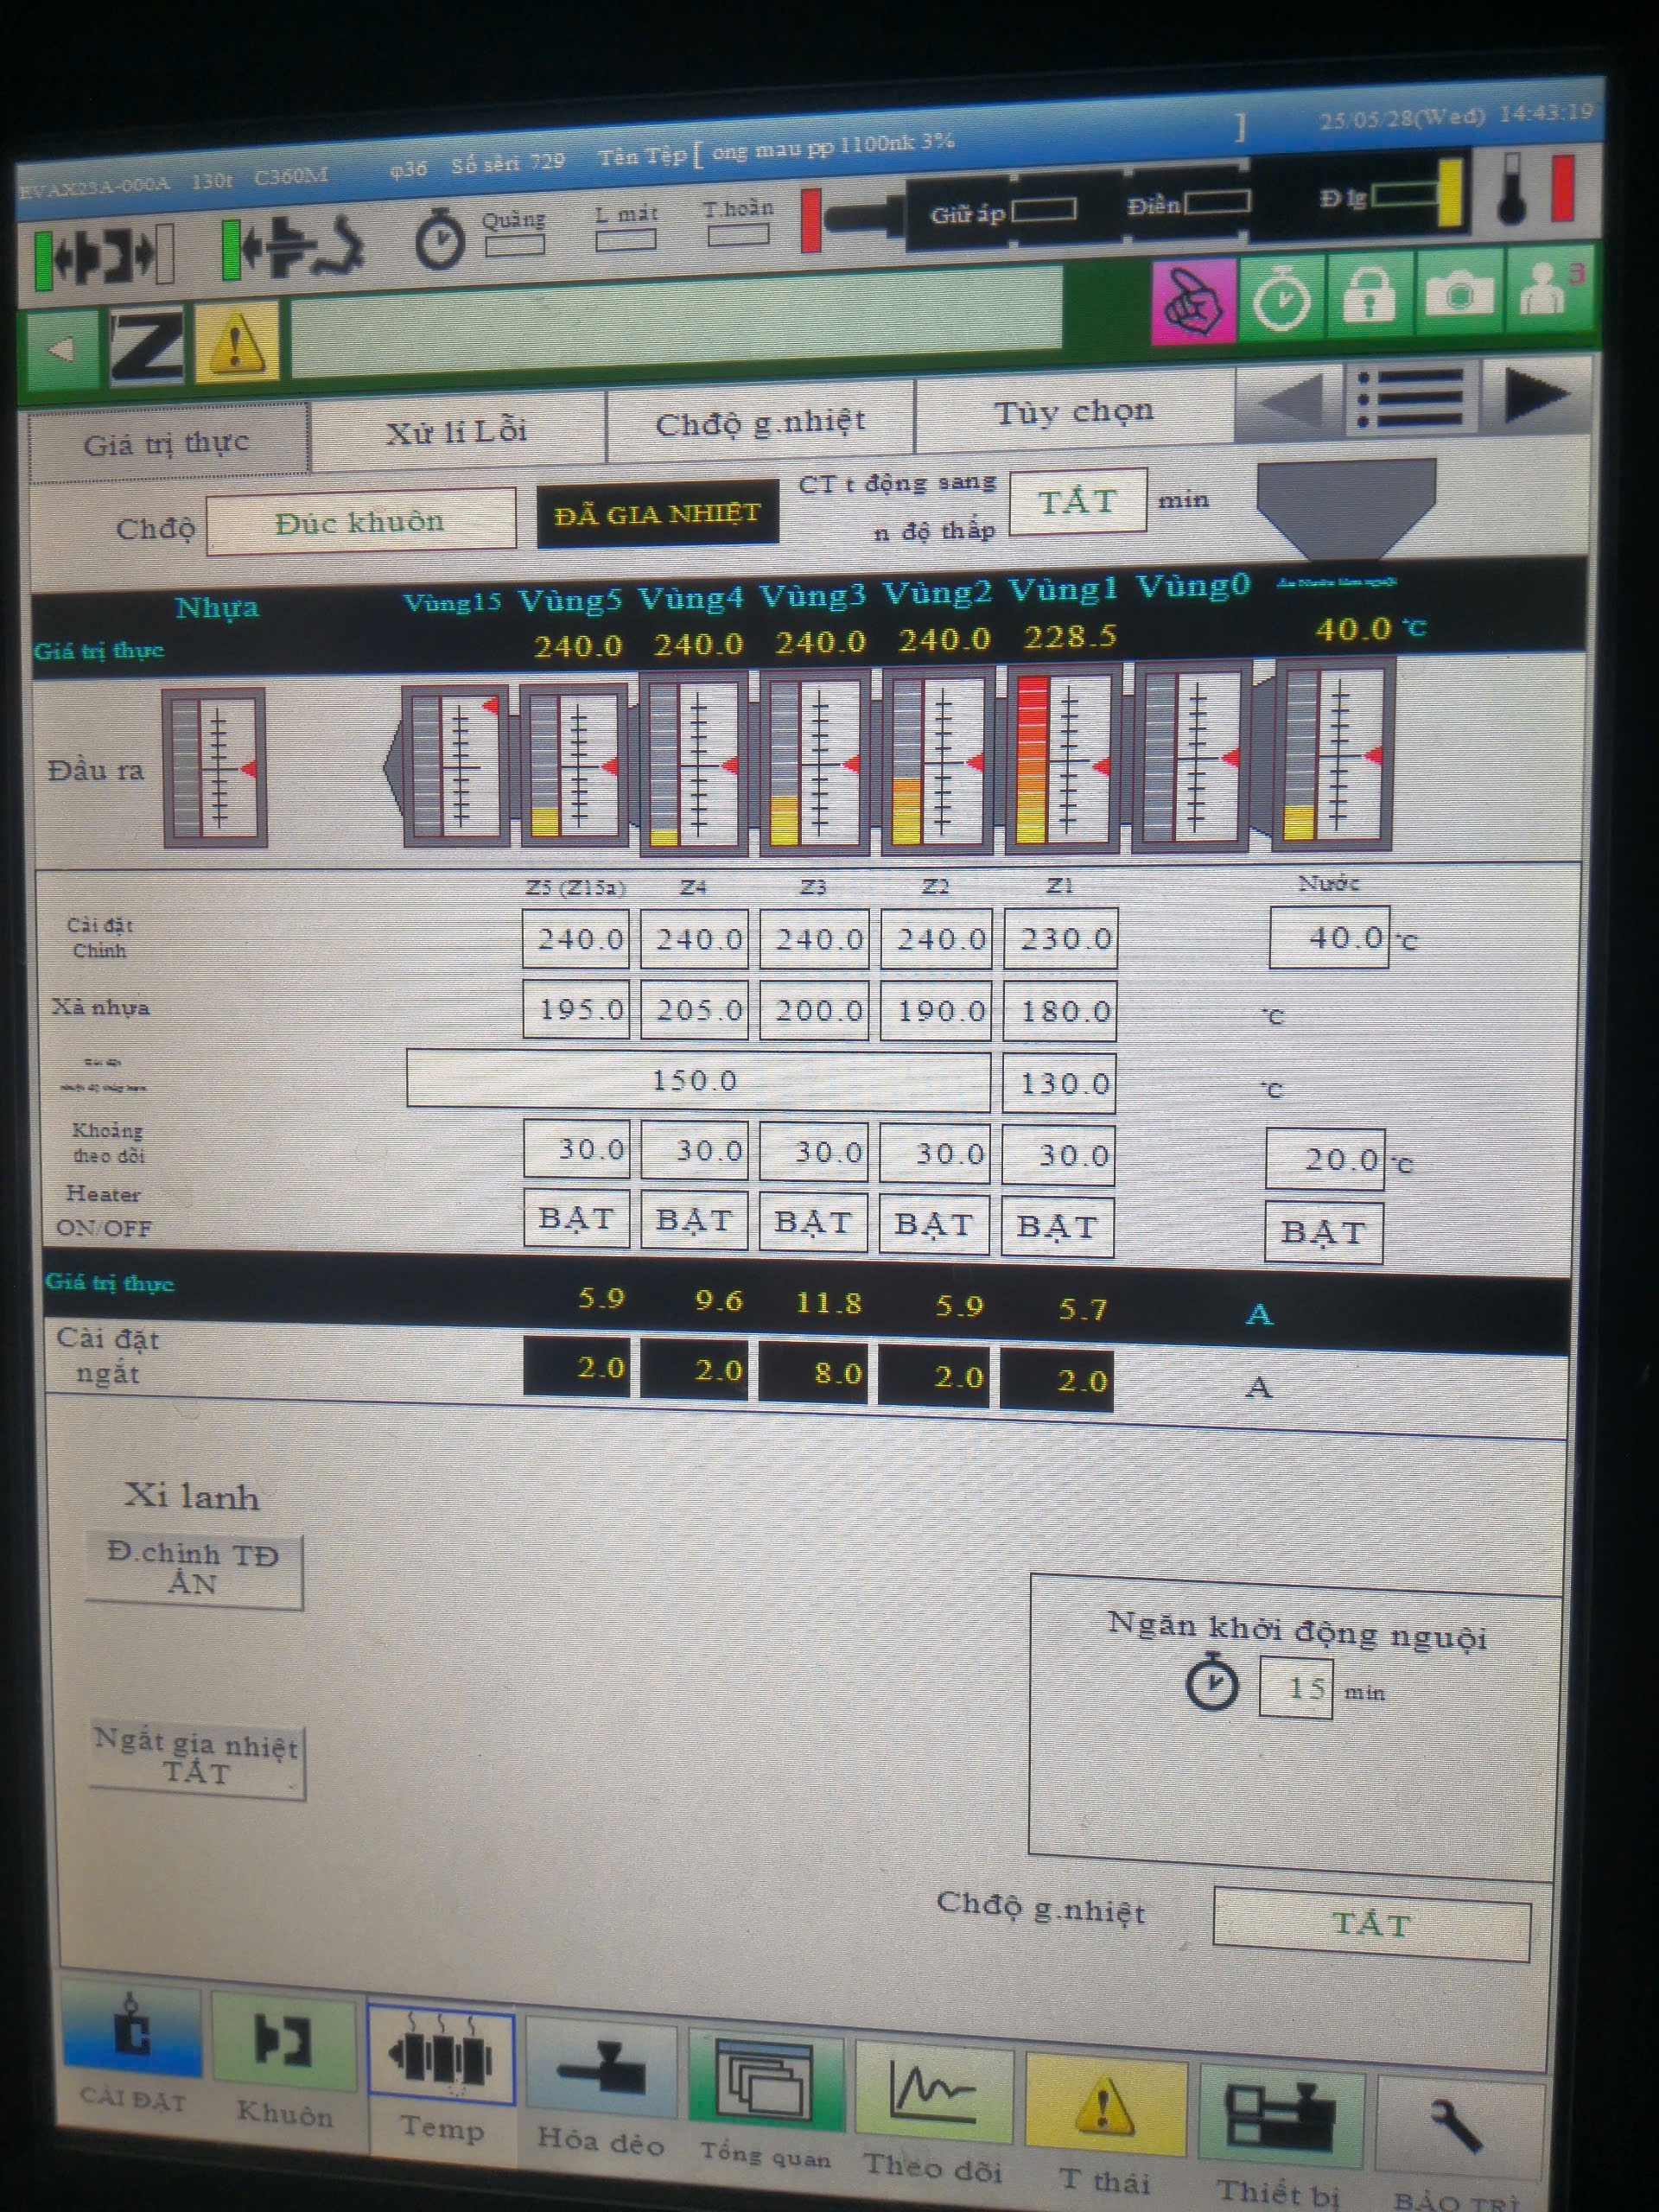 130t C360M φ36 Số sêri 729 Tên Tệp [ ong mau pp 1100nk 3% ] 25/05/28(Wed) 14:43:19
Quãng L mát T.hoãn Giữ áp Điền Đ lg
3
Giá trị thực Xử lí Lỗi Chđộ g.nhiệt Tùy chọn
Chđộ Đúc khuôn ĐÃ GIA NHIỆT CT t động sang TẮT min
n độ thấp
Nhựa Vùng15 Vùng5 Vùng4 Vùng3 Vùng2 Vùng1 Vùng0
Giá trị thực 240.0 240.0 240.0 240.0 228.5 40.0 °C
Đầu ra
Z5 (Z15a) Z4 Z3 Z2 Z1 Nước
Cài đặt
Chính 240.0 240.0 240.0 240.0 230.0 40.0 °C
Xả nhựa 195.0 205.0 200.0 190.0 180.0 °C
150.0 130.0 °C
Khoảng
theo dõi 30.0 30.0 30.0 30.0 30.0 20.0 °C
Heater
ON/OFF BẬT BẬT BẬT BẬT BẬT BẬT
Giá trị thực 5.9 9.6 11.8 5.9 5.7 A
Cài đặt
ngắt 2.0 2.0 8.0 2.0 2.0 A
Xi lanh
Đ.chỉnh TĐ
ẨN
Ngăn khởi động nguội
15 min
Ngắt gia nhiệt
TẮT
Chđộ g.nhiệt TẮT
CÀI ĐẶT Khuôn Temp Hóa dẻo Tổng quan Theo dõi T thái Thiết bị BẢO TRÌ